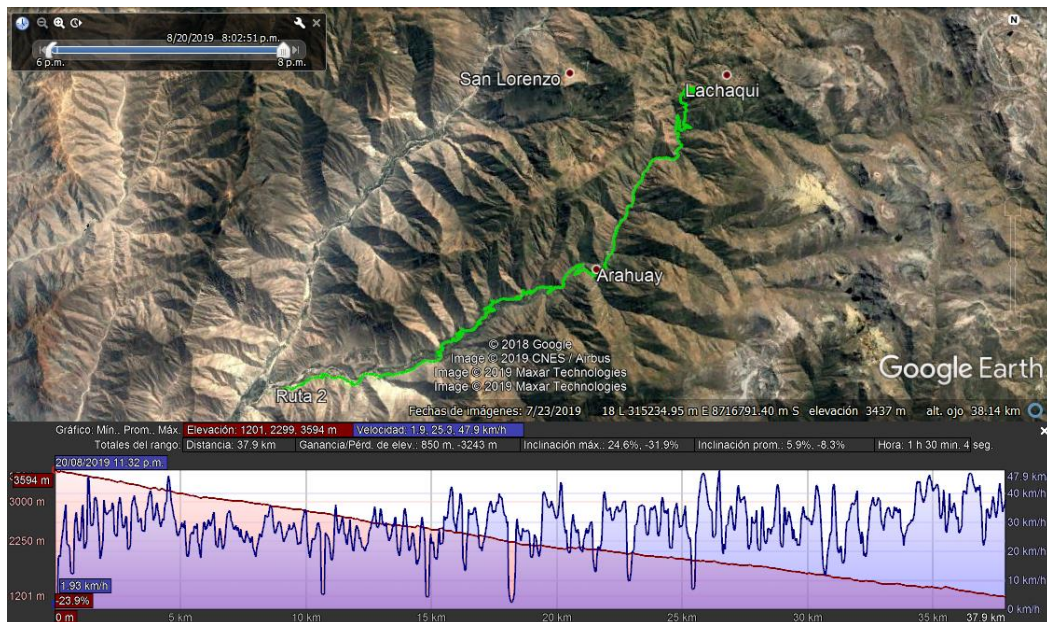 8/20/2019 8:02:51 p.m.
6 p.m.
8 p.m.
N
San Lorenzo
Lachaqui
Arahuay
Ruta 2
© 2018 Google
Image © 2019 CNES / Airbus
Image © 2019 Maxar Technologies
Image © 2019 Maxar Technologies
Google Earth
Fechas de imágenes: 7/23/2019 18 L 315234.95 m E 8716791.40 m S elevación 3437 m alt. ojo 38.14 km
Gráfico: Mín.. Prom.. Máx. Elevación: 1201, 2299, 3594 m Velocidad: 1.9, 25.3, 47.9 km/h
Totales del rango: Distancia: 37.9 km Ganancia/Pérd. de elev.: 850 m, -3243 m Inclinación máx.: 24.6%, -31.9% Inclinación prom.: 5.9%, -8.3% Hora: 1 h 30 min. 4 seg.
20/08/2019 11.32 p.m.
3594 m
47.9 km/h
40 km/h
3000 m
30 km/h
2250 m
20 km/h
1.93 km/h
10 km/h
1201 m
-23.9%
0 km/h
0 m 5 km 10 km 15 km 20 km 25 km 30 km 35 km 37.9 km